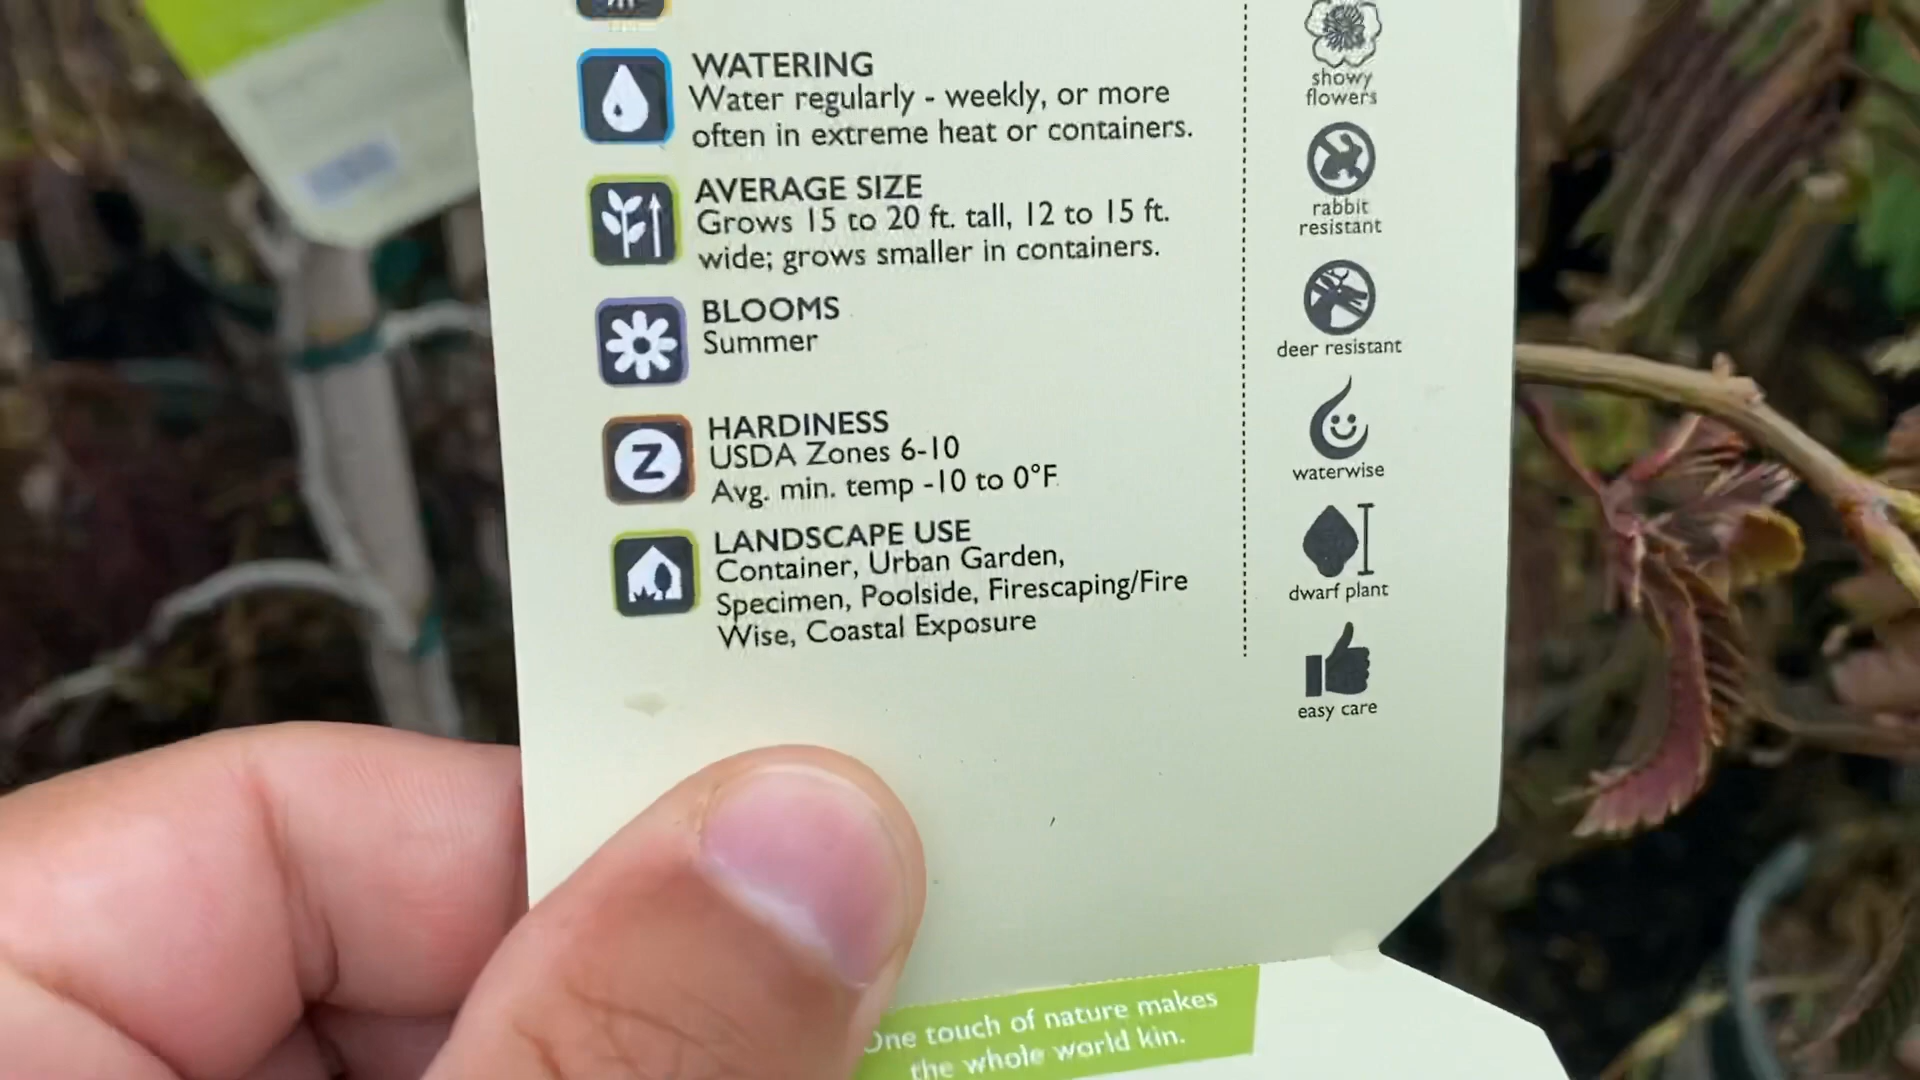 WATERING
Water regularly - weekly, or more
often in extreme heat or containers.
AVERAGE SIZE
Grows 15 to 20 ft. tall, 12 to 15 ft.
wide; grows smaller in containers.
BLOOMS
Summer
HARDINESS
USDA Zones 6-10
Avg. min. temp -10 to 0°F
Z
LANDSCAPE USE
Container, Urban Garden,
Specimen, Poolside, Firescaping/Fire
Wise, Coastal Exposure
showy
flowers
rabbit
resistant
deer resistant
waterwise
dwarf plant
easy care
One touch of nature makes
the whole world kin.